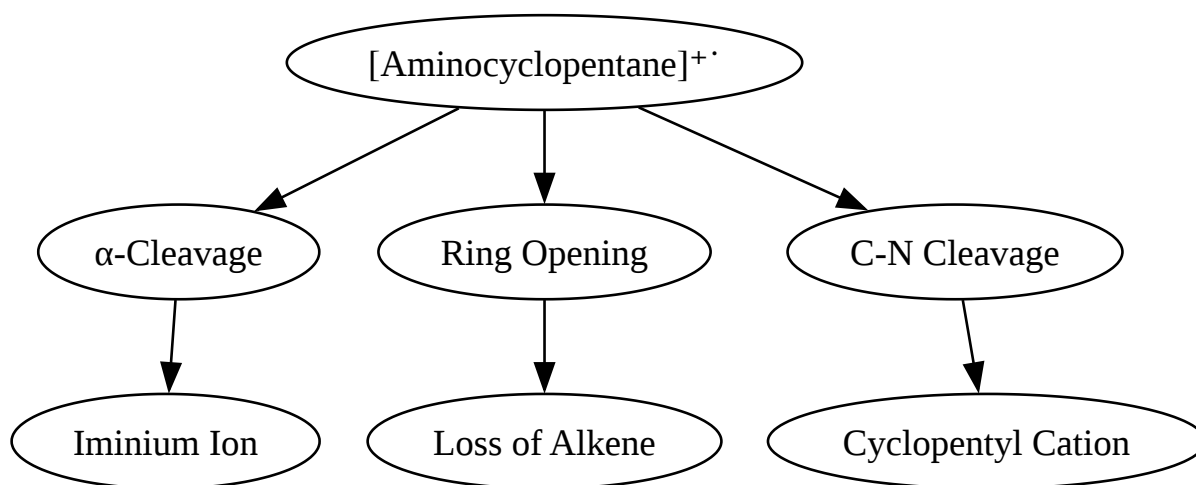 [Aminocyclopentane]⁺˙
α-Cleavage
Ring Opening
C-N Cleavage
Iminium Ion
Loss of Alkene
Cyclopentyl Cation